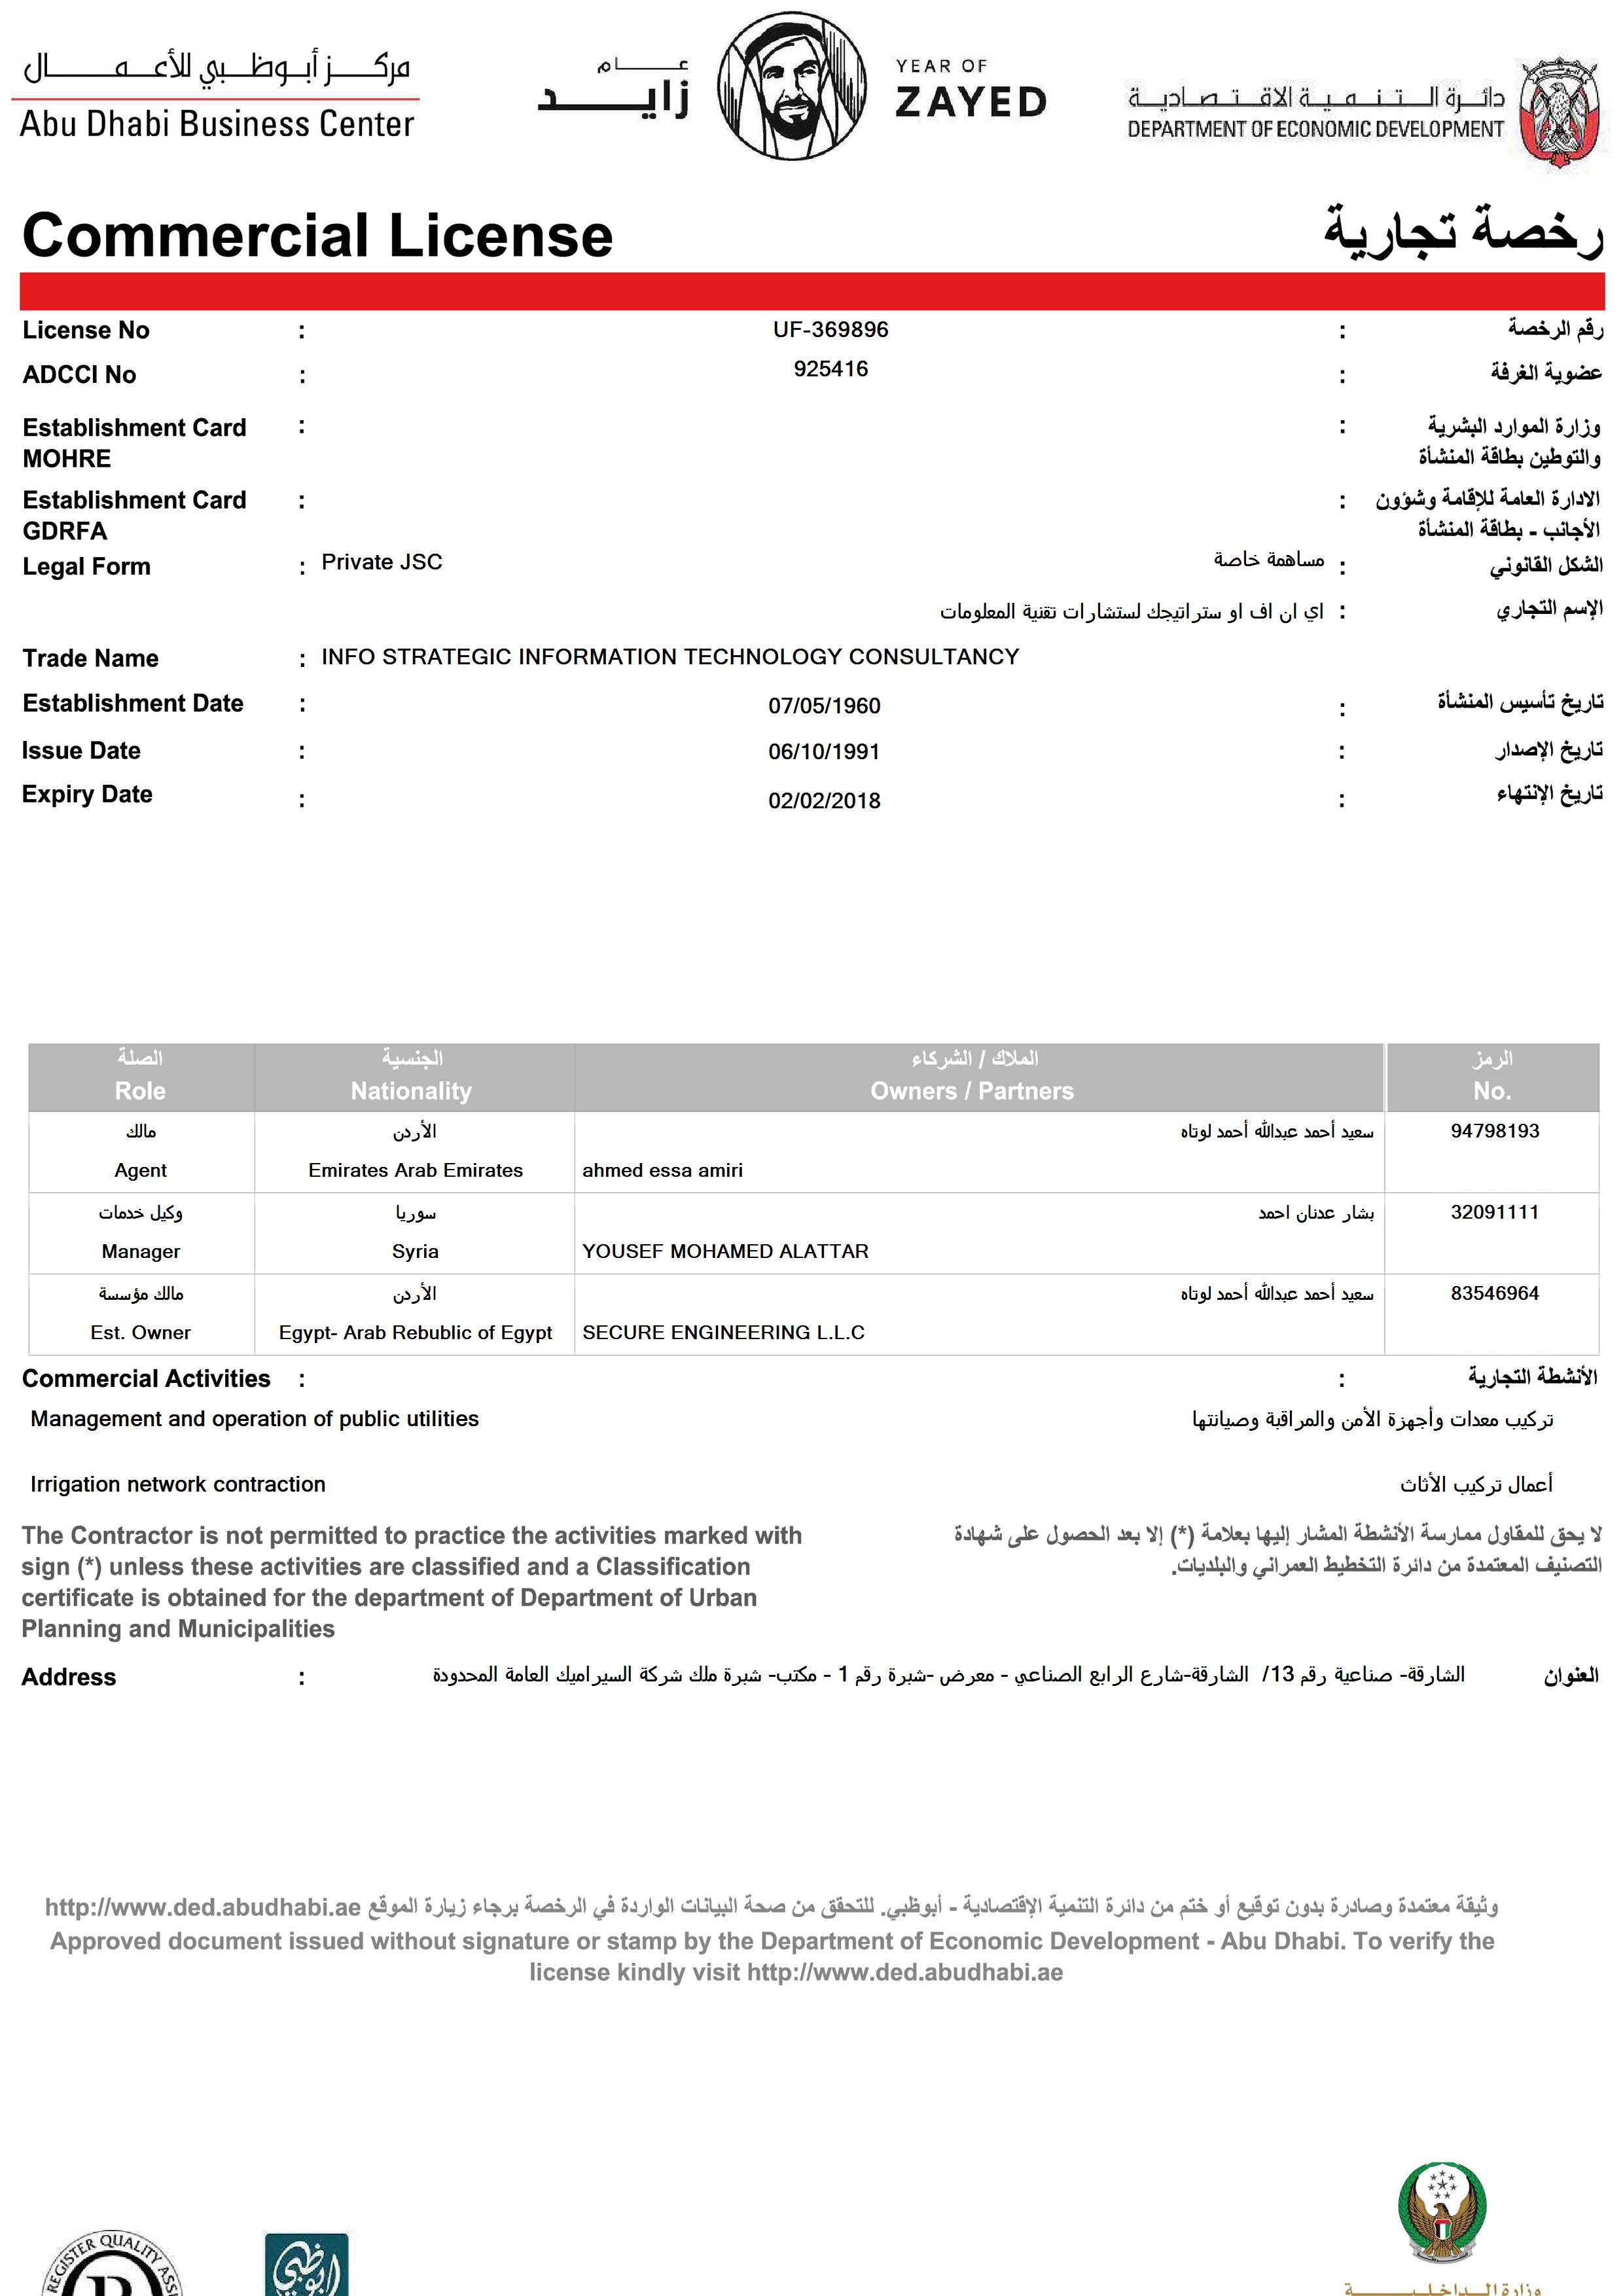 مركز أبوظبي للأعمال
Abu Dhabi Business Center
عام
زايد
YEAR OF
ZAYED
دائرة التنمية الاقتصادية
DEPARTMENT OF ECONOMIC DEVELOPMENT
Commercial License رخصة تجارية
License No : UF-369896 : رقم الرخصة
ADCCI No : 925416 : عضوية الغرفة
Establishment Card : : وزارة الموارد البشرية
MOHRE والتوطين بطاقة المنشأة
Establishment Card : : الادارة العامة للإقامة وشؤون
GDRFA الأجانب - بطاقة المنشأة
Legal Form : Private JSC مساهمة خاصة : الشكل القانوني
اي ان اف او ستراتيجك لستشارات تقنية المعلومات : الإسم التجاري
Trade Name : INFO STRATEGIC INFORMATION TECHNOLOGY CONSULTANCY
Establishment Date : 07/05/1960 : تاريخ تأسيس المنشأة
Issue Date : 06/10/1991 : تاريخ الإصدار
Expiry Date : 02/02/2018 : تاريخ الإنتهاء
الصلة الجنسية الملاك / الشركاء الرمز
Role Nationality Owners / Partners No.
مالك الأردن سعيد أحمد عبدالله أحمد لوتاه 94798193
Agent Emirates Arab Emirates ahmed essa amiri
وكيل خدمات سوريا بشار عدنان احمد 32091111
Manager Syria YOUSEF MOHAMED ALATTAR
مالك مؤسسة الأردن سعيد أحمد عبدالله أحمد لوتاه 83546964
Est. Owner Egypt- Arab Rebublic of Egypt SECURE ENGINEERING L.L.C
Commercial Activities : : الأنشطة التجارية
Management and operation of public utilities تركيب معدات وأجهزة الأمن والمراقبة وصيانتها
Irrigation network contraction أعمال تركيب الأثاث
The Contractor is not permitted to practice the activities marked with لا يحق للمقاول ممارسة الأنشطة المشار إليها بعلامة (*) إلا بعد الحصول على شهادة
sign (*) unless these activities are classified and a Classification التصنيف المعتمدة من دائرة التخطيط العمراني والبلديات.
certificate is obtained for the department of Department of Urban
Planning and Municipalities
Address : الشارقة- صناعية رقم 13/ الشارقة-شارع الرابع الصناعي - معرض -شبرة رقم 1 - مكتب- شبرة ملك شركة السيراميك العامة المحدودة العنوان
وثيقة معتمدة وصادرة بدون توقيع أو ختم من دائرة التنمية الإقتصادية - أبوظبي. للتحقق من صحة البيانات الواردة في الرخصة برجاء زيارة الموقع http://www.ded.abudhabi.ae
Approved document issued without signature or stamp by the Department of Economic Development - Abu Dhabi. To verify the
license kindly visit http://www.ded.abudhabi.ae
REGISTER QUALITY
أبوظبي
وزارة الداخلية